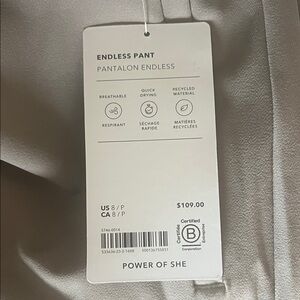 ENDLESS PANT
PANTALON ENDLESS
BREATHABLE
QUICK
DRYING
RECYCLED
MATERIAL
RESPIRANT
SÉCHAGE
RAPIDE
MATIÈRES
RECYCLÉES
US 8 / P
CA 8 / P
$109.00
Certified
B
Corporation
POWER OF SHE